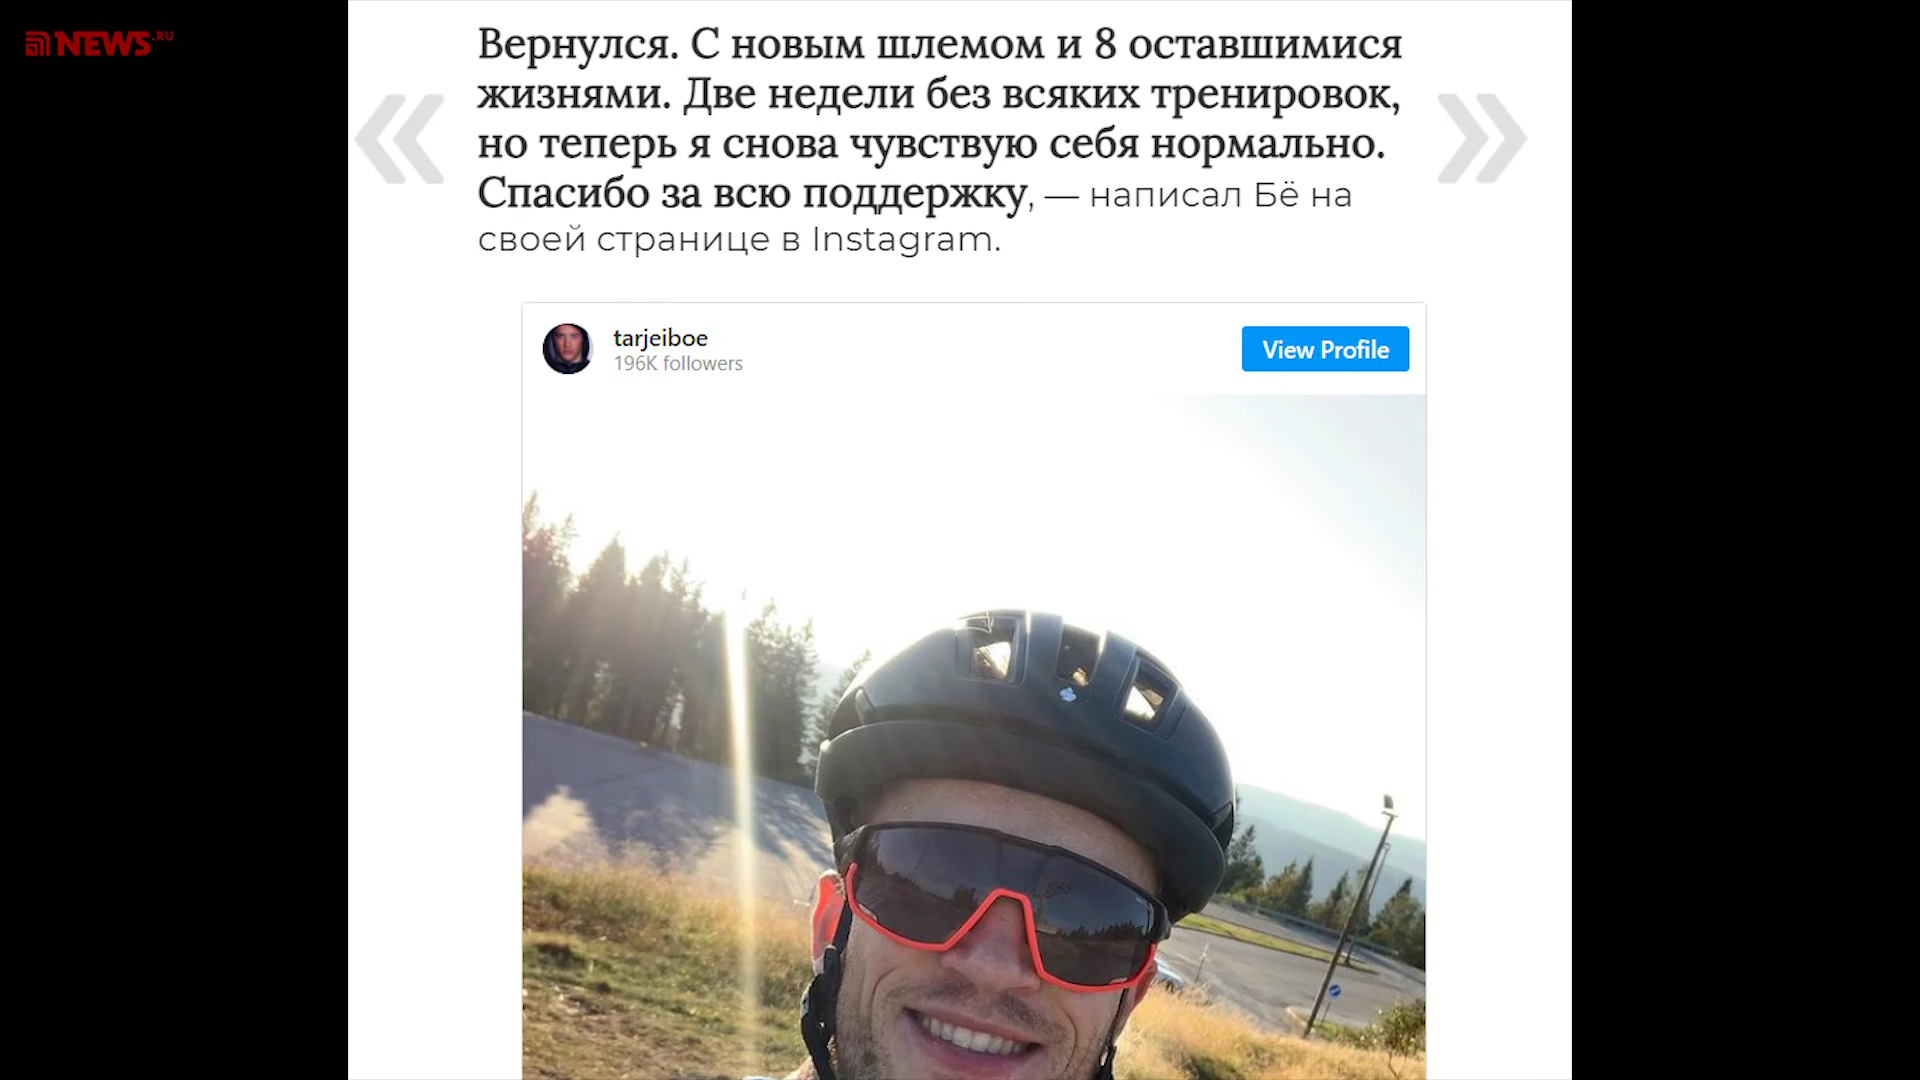 NEWS.RU
Вернулся. С новым шлемом и 8 оставшимися
жизнями. Две недели без всяких тренировок,
но теперь я снова чувствую себя нормально.
Спасибо за всю поддержку, — написал Бё на
своей странице в Instagram.
tarjeiboe
196K followers
View Profile